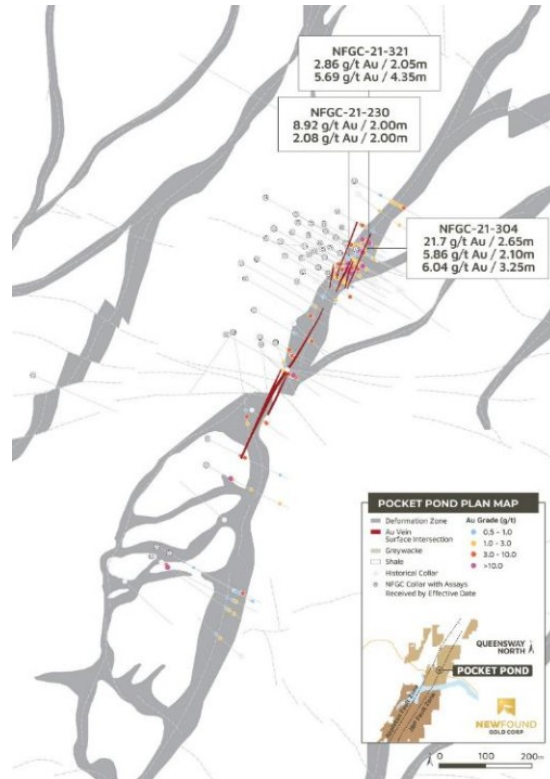 NFGC-21-321
2.86 g/t Au / 2.05m
5.69 g/t Au / 4.35m
NFGC-21-230
8.92 g/t Au / 2.00m
2.08 g/t Au / 2.00m
NFGC-21-304
21.7 g/t Au / 2.65m
5.86 g/t Au / 2.10m
6.04 g/t Au / 3.25m
POCKET POND PLAN MAP
Deformation Zone
Au Vein
Surface Intersection
Greywacke
Shale
Historical Collar
NFGC Collar with Assays
Received by Effective Date
Au Grade (g/t)
0.5 - 1.0
1.0 - 3.0
3.0 - 10.0
>10.0
QUEENSWAY
NORTH
POCKET POND
Fault Zone
NEWFOUND
GOLD CORP
0 100 200m